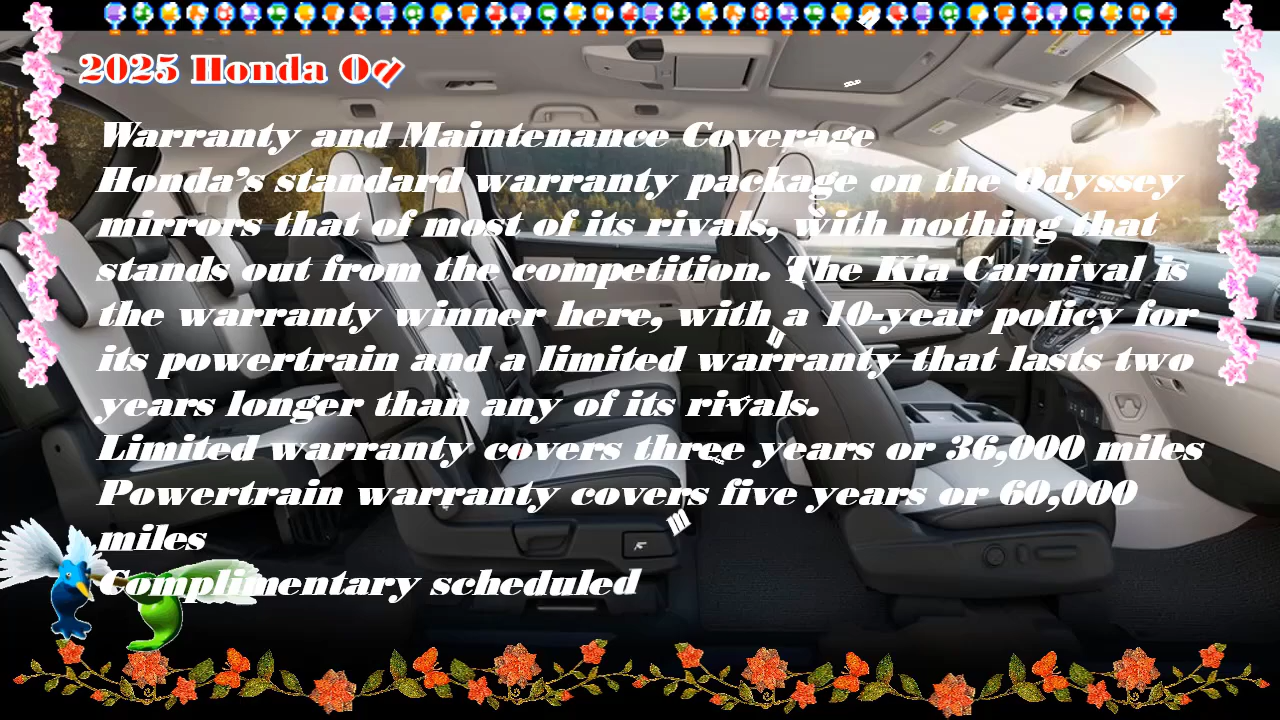 2025 Honda Od
Warranty and Maintenance Coverage
Honda’s standard warranty package on the Odyssey
mirrors that of most of its rivals, with nothing that
stands out from the competition. The Kia Carnival is
the warranty winner here, with a 10-year policy for
its powertrain and a limited warranty that lasts two
years longer than any of its rivals.
Limited warranty covers three years or 36,000 miles
Powertrain warranty covers five years or 60,000
miles
Complimentary scheduled